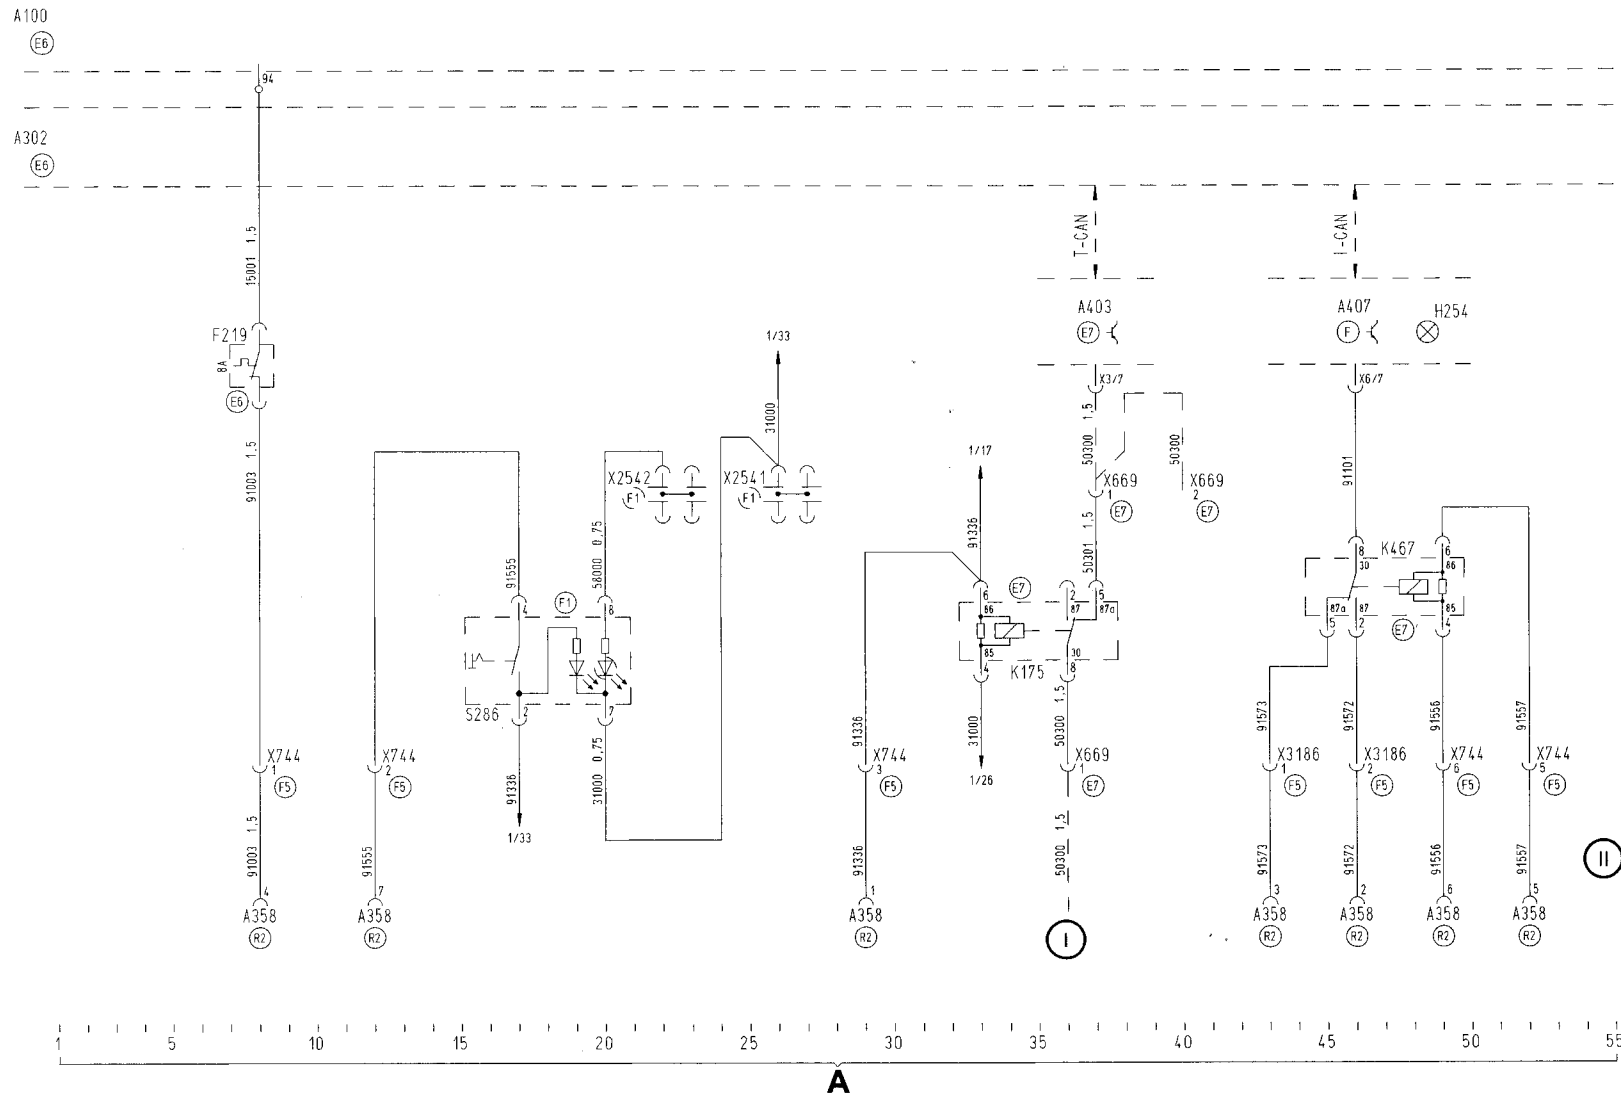 A100
E6
94
A302
E6
15001 1,5
T-CAN
I-CAN
F219
8A
E6
1/33
A403
E7
A407
F
H254
X3/7
X6/7
31000
91003 1,5
50300 1,5
50300
1/17
91101
X2542
F1
X2541
F1
X669
1
E7
X669
2
E7
91336
50301 1,5
91555
58000 0,75
8
K467
6
30
86
4
F1
8
6
E7
2
5
86
87
87a
87a
87
85
5
2
E7
4
85
30
4
K175
8
S286
2
7
91336
31000 0,75
91336
31000
50300 1,5
91573
91572
91556
91557
X744
1
F5
X744
2
F6
1/33
X744
3
F5
1/26
X669
1
E7
X3186
1
F5
X3186
2
F5
X744
6
F5
X744
5
F5
91003 1,5
91555
91336
50300 1,5
91573
91572
91556
91557
II
4
A358
R2
7
A358
R2
1
A358
R2
I
3
A358
R2
2
A358
R2
6
A358
R2
5
A358
R2
1 5 10 15 20 25 30 35 40 45 50 55
A